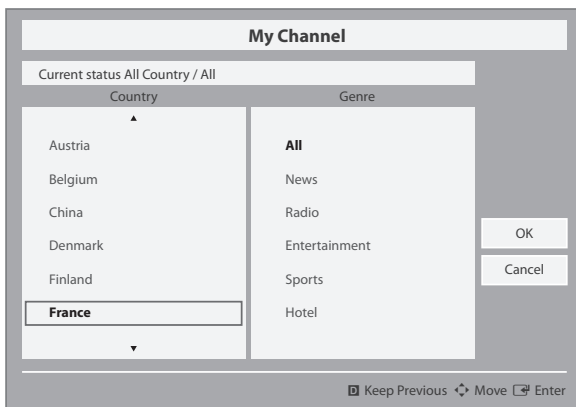 My Channel
Current status All Country / All
Country
Genre
Austria
All
Belgium
News
China
Radio
Denmark
Entertainment
Finland
Sports
France
Hotel
OK
Cancel
D Keep Previous Move Enter